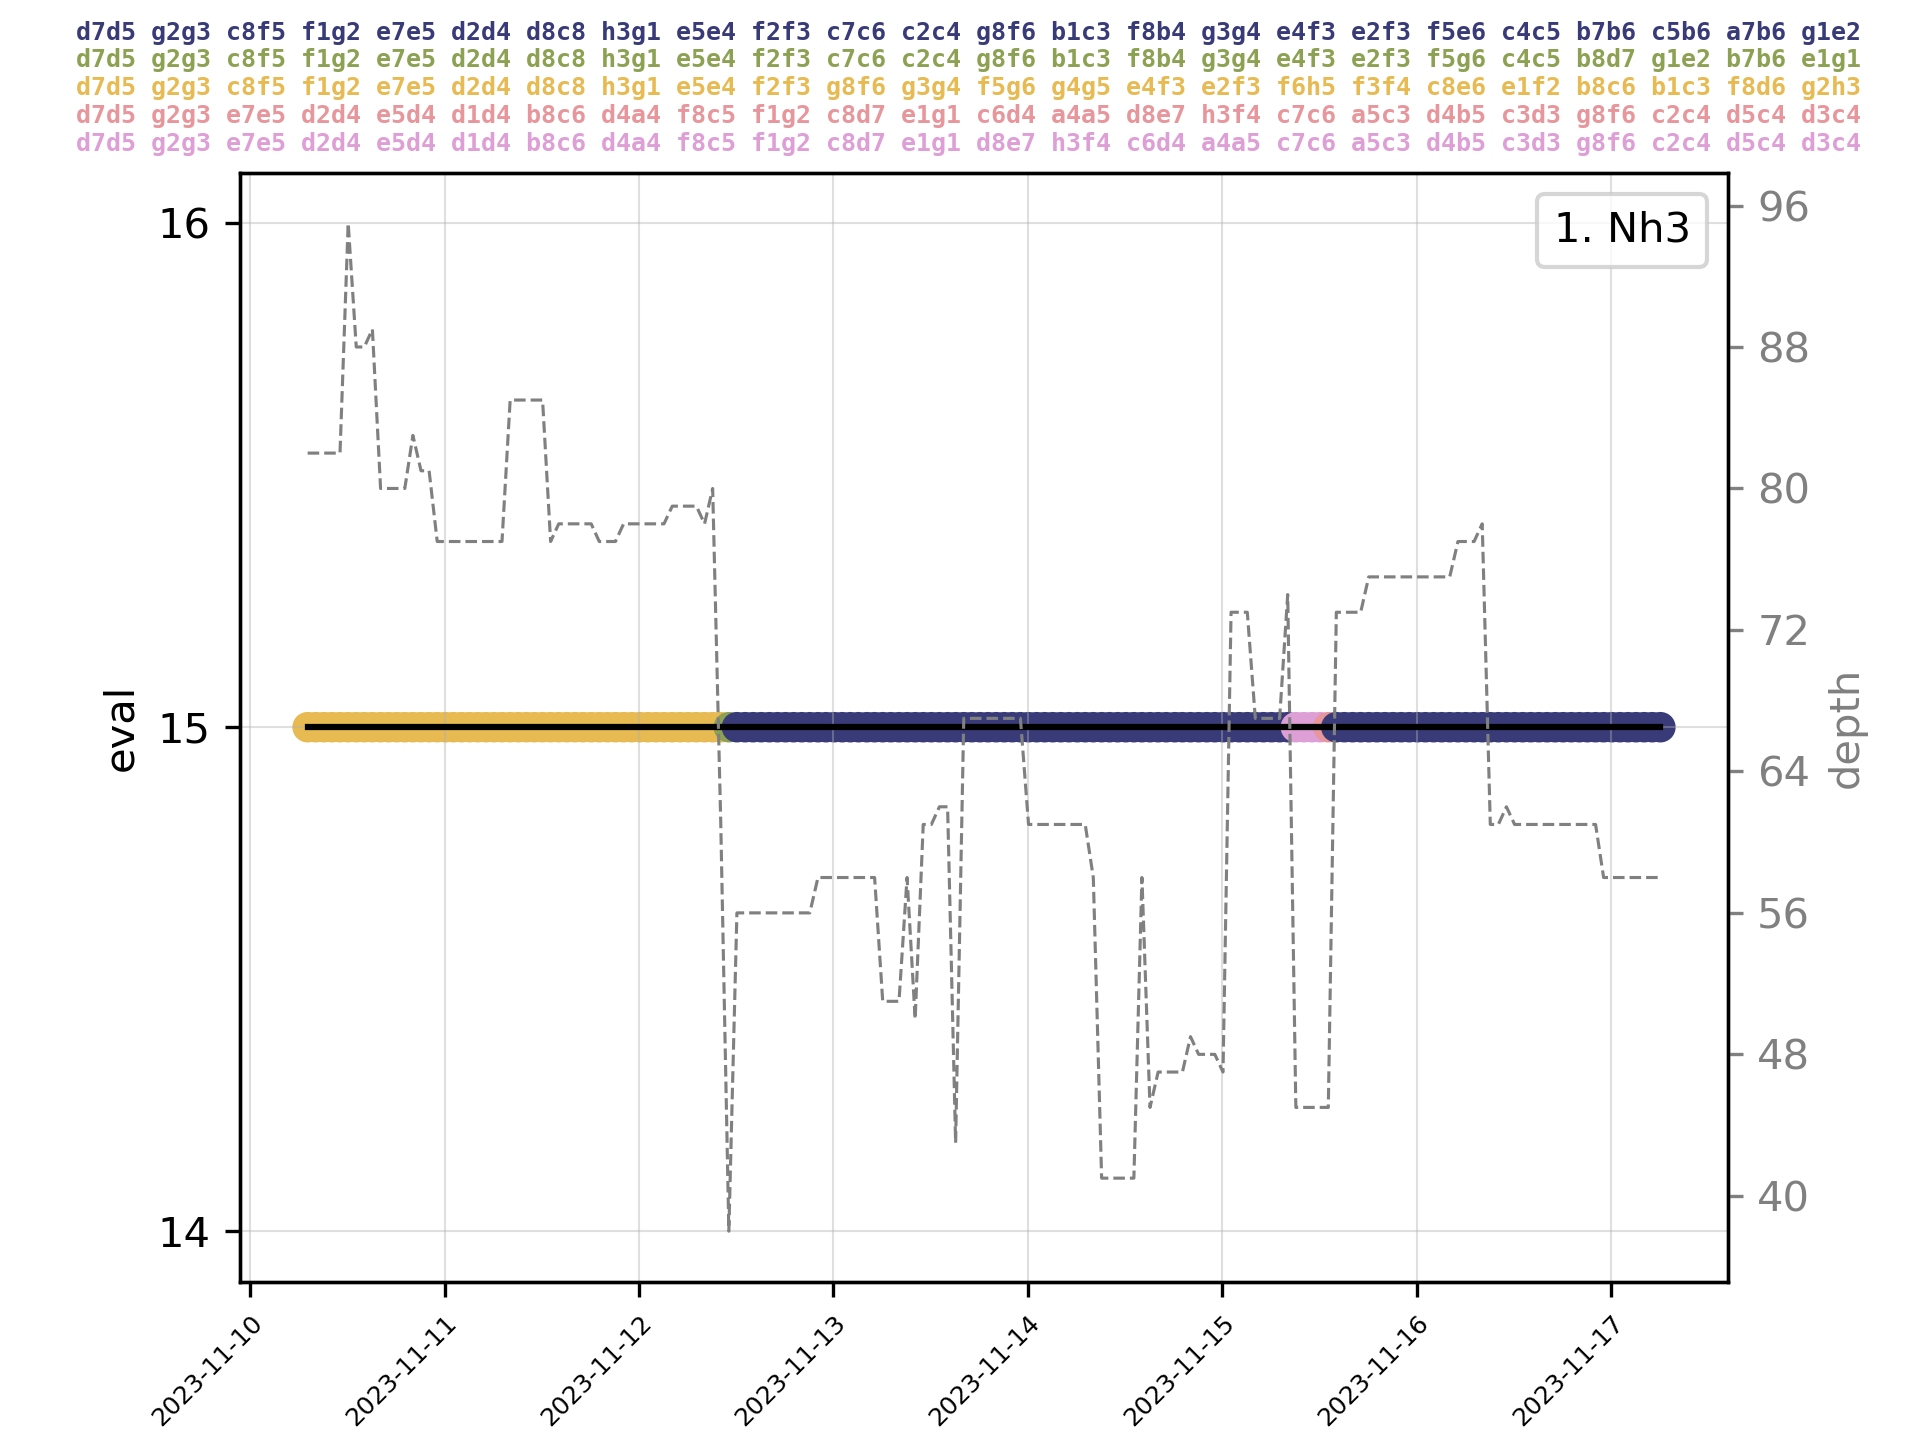 d7d5 g2g3 c8f5 f1g2 e7e5 d2d4 d8c8 h3g1 e5e4 f2f3 c7c6 c2c4 g8f6 b1c3 f8b4 g3g4 e4f3 e2f3 f5e6 c4c5 b7b6 c5b6 a7b6 g1e2
d7d5 g2g3 c8f5 f1g2 e7e5 d2d4 d8c8 h3g1 e5e4 f2f3 c7c6 c2c4 g8f6 b1c3 f8b4 g3g4 e4f3 e2f3 f5g6 c4c5 b8d7 g1e2 b7b6 e1g1
d7d5 g2g3 c8f5 f1g2 e7e5 d2d4 d8c8 h3g1 e5e4 f2f3 g8f6 g3g4 f5g6 g4g5 e4f3 e2f3 f6h5 f3f4 c8e6 e1f2 b8c6 b1c3 f8d6 g2h3
d7d5 g2g3 e7e5 d2d4 e5d4 d1d4 b8c6 d4a4 f8c5 f1g2 c8d7 e1g1 c6d4 a4a5 d8e7 h3f4 c7c6 a5c3 d4b5 c3d3 g8f6 c2c4 d5c4 d3c4
d7d5 g2g3 e7e5 d2d4 e5d4 d1d4 b8c6 d4a4 f8c5 f1g2 c8d7 e1g1 d8e7 h3f4 c6d4 a4a5 c7c6 a5c3 d4b5 c3d3 g8f6 c2c4 d5c4 d3c4
1. Nh3
16
15
14
eval
96
88
80
72
64
56
48
40
depth
2023-11-10
2023-11-11
2023-11-12
2023-11-13
2023-11-14
2023-11-15
2023-11-16
2023-11-17